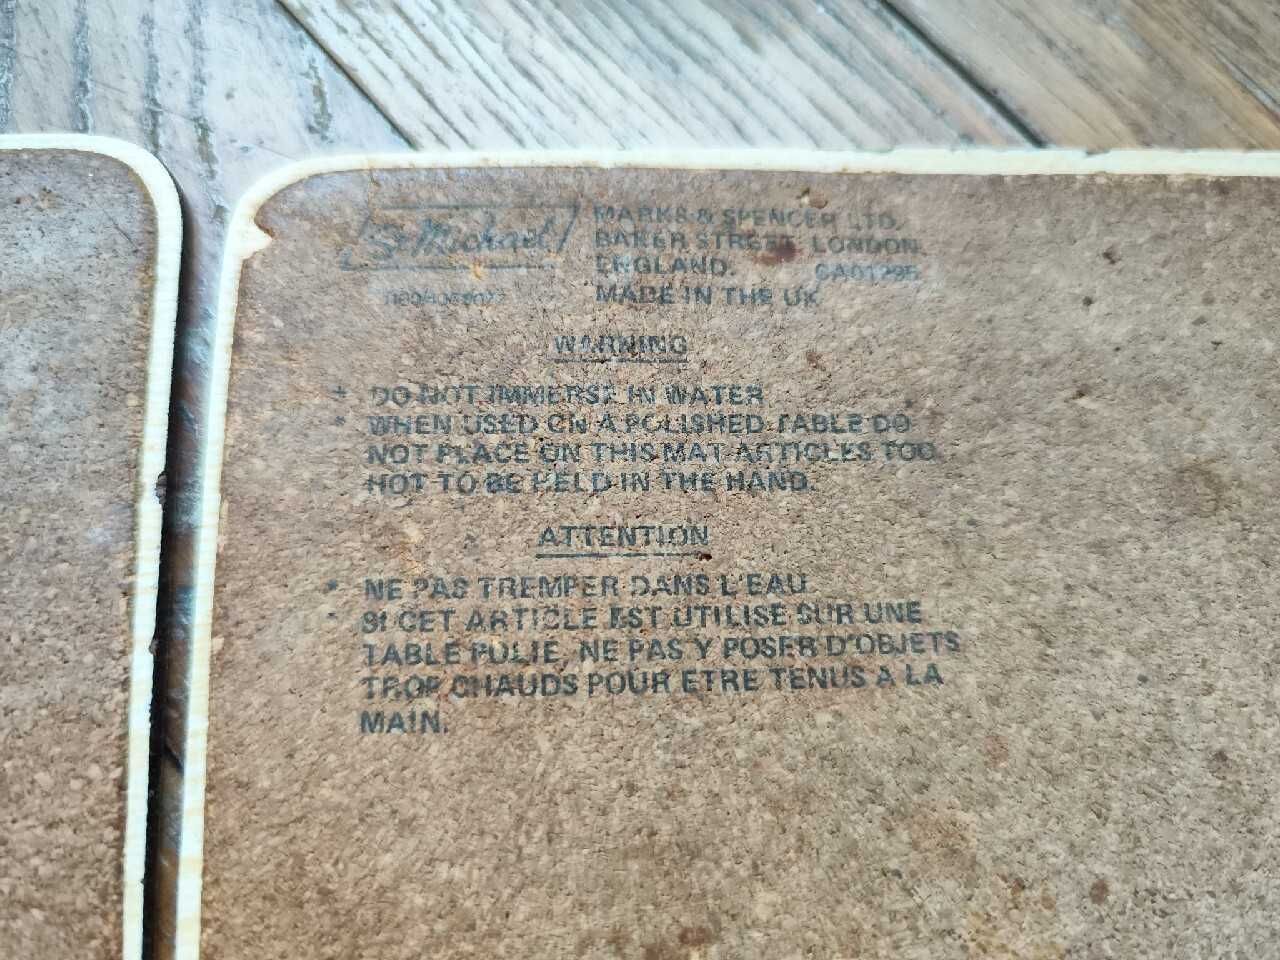 St Michael
MARKS & SPENCER LTD.
BAKER STREET, LONDON
ENGLAND.
MADE IN THE UK
WARNING
* DO NOT IMMERSE IN WATER
* WHEN USED ON A POLISHED TABLE DO
NOT PLACE ON THIS MAT ARTICLES TOO
HOT TO BE HELD IN THE HAND.
ATTENTION
* NE PAS TREMPER DANS L'EAU
* SI CET ARTICLE EST UTILISE SUR UNE
TABLE POLIE, NE PAS Y POSER D'OBJETS
TROP CHAUDS POUR ETRE TENUS A LA
MAIN.